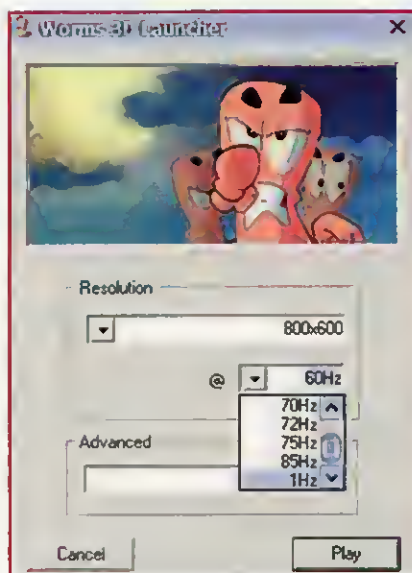 Worms 3D Launcher
Resolution
800x600
@ 60Hz
70Hz
72Hz
75Hz
85Hz
1Hz
Advanced
Cancel
Play